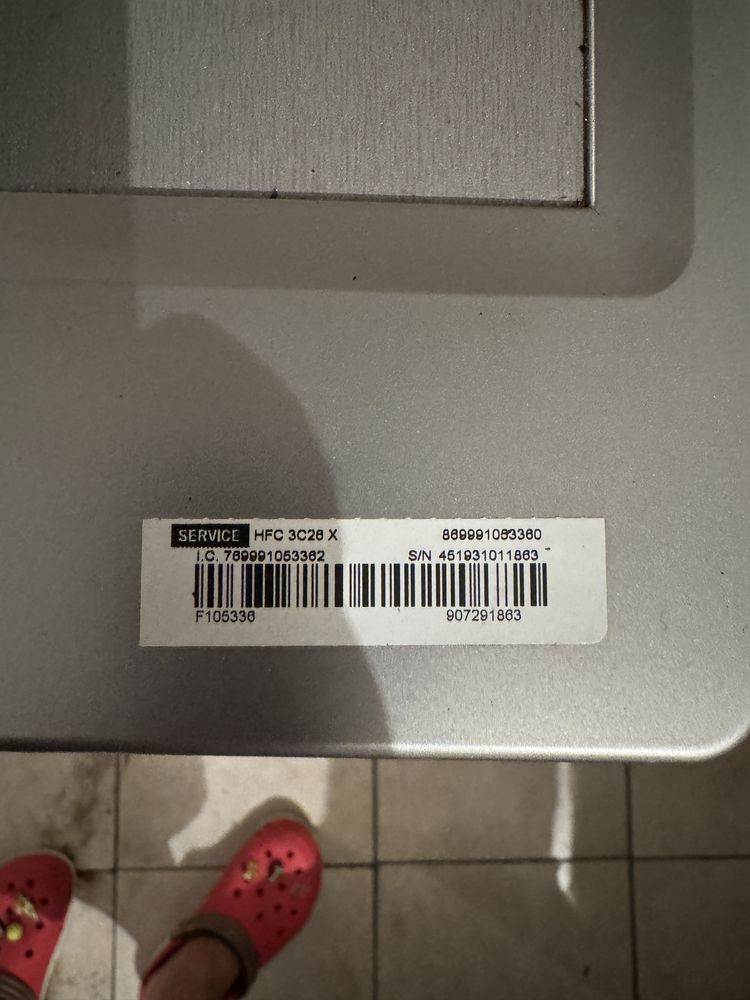 SERVICE HFC 3C26 X 869991053360
I.C. 769991053362 S/N 451931011863
F105336 907291863